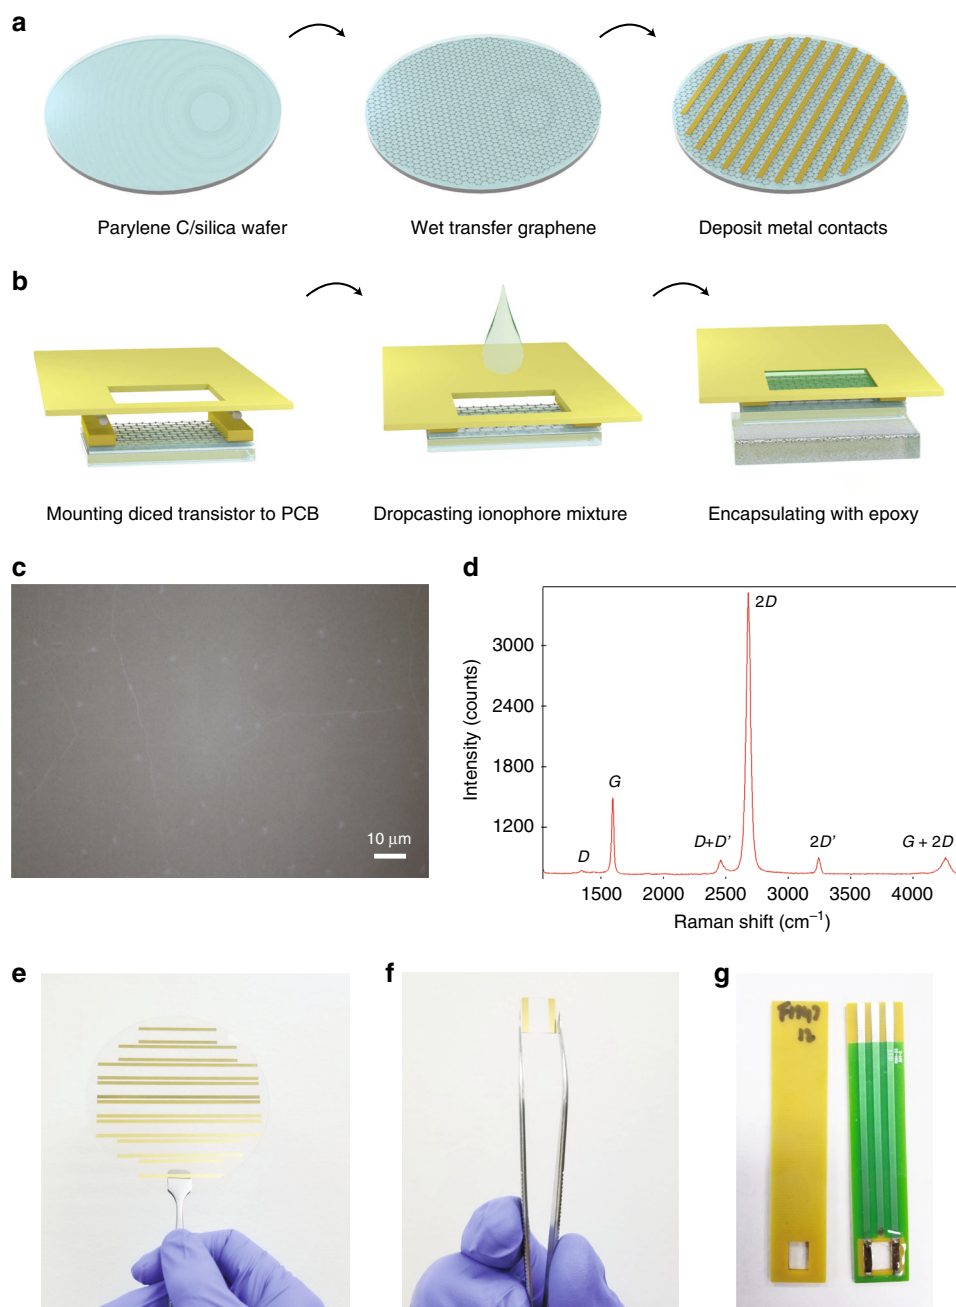 a
Parylene C/silica wafer
Wet transfer graphene
Deposit metal contacts
b
Mounting diced transistor to PCB
Dropcasting ionophore mixture
Encapsulating with epoxy
c
10 μm
d
Intensity (counts)
3000
2400
1800
1200
2D
G
D
D+D'
2D'
G + 2D
1500
2000
2500
3000
3500
4000
Raman shift (cm⁻¹)
e
f
g